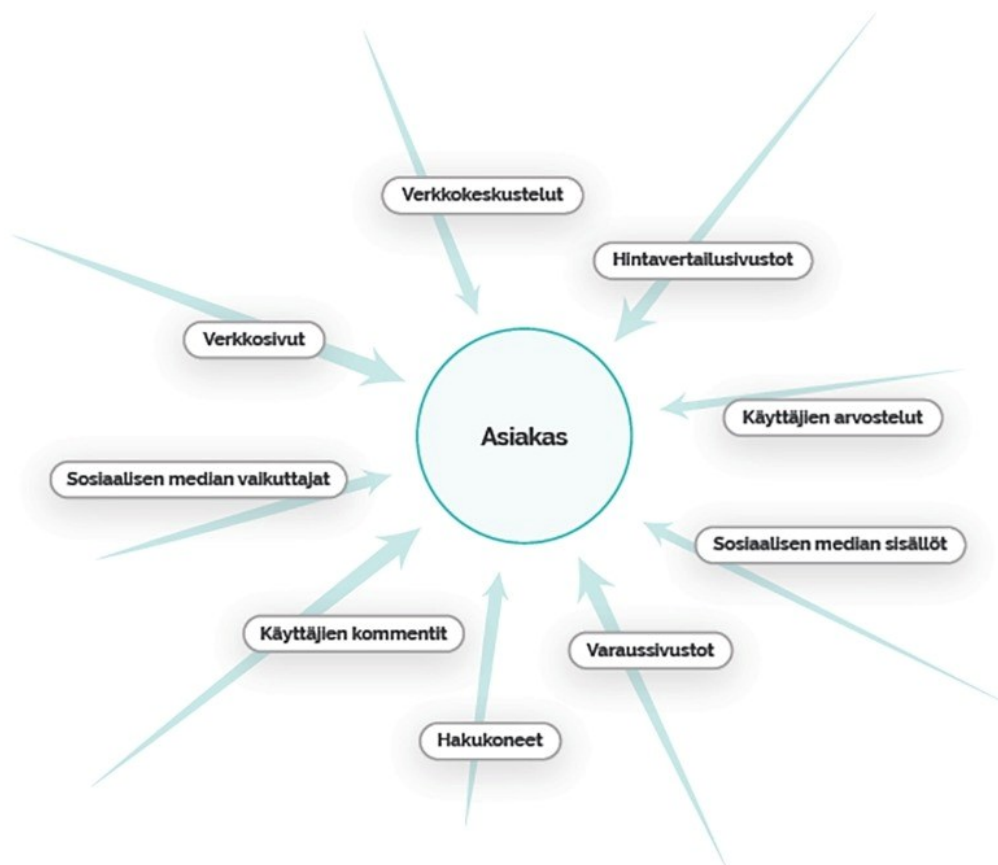 Verkkokeskustelut
Hintavertailusivustot
Verkkosivut
Käyttäjien arvostelut
Asiakas
Sosiaalisen median vaikuttajat
Sosiaalisen median sisällöt
Käyttäjien kommentit
Varaussivustot
Hakukoneet